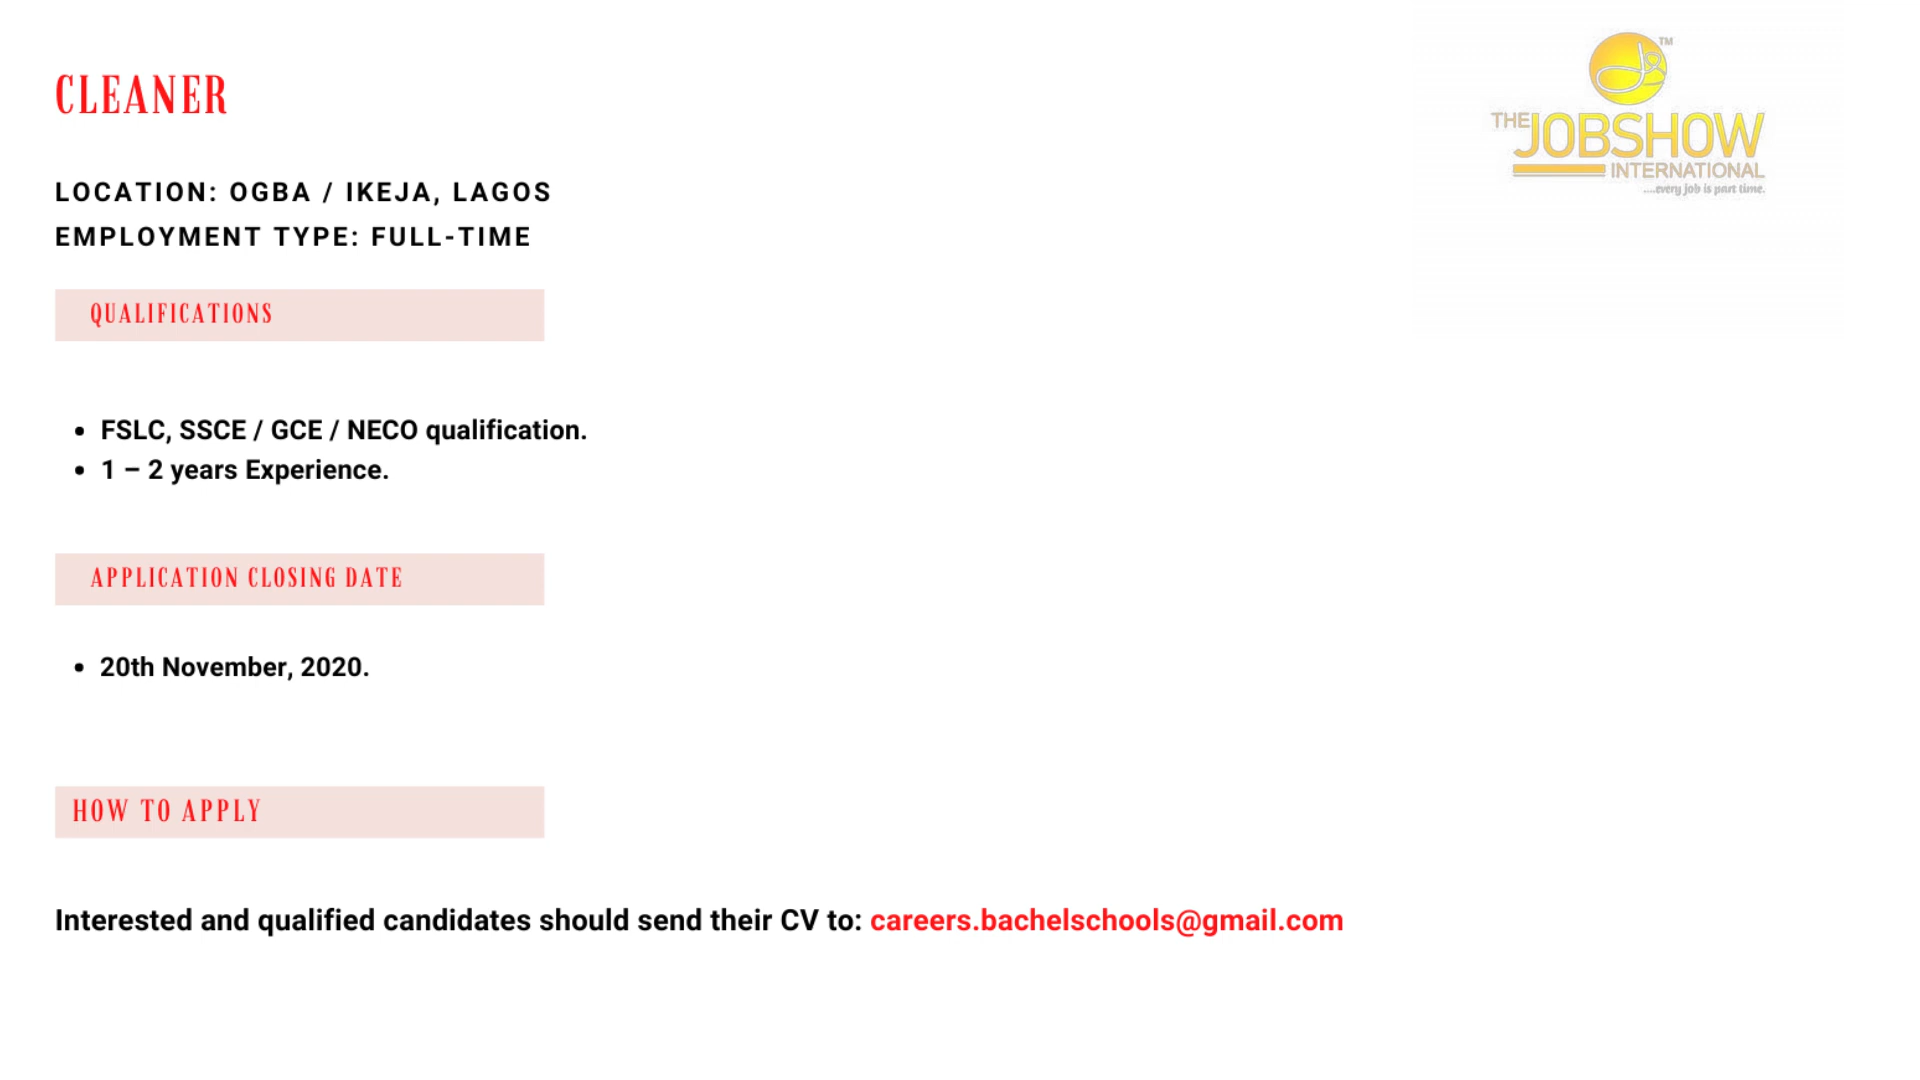 CLEANER
THE JOBSHOW
INTERNATIONAL
....every job is part time.
TM
LOCATION: OGBA / IKEJA, LAGOS
EMPLOYMENT TYPE: FULL-TIME
QUALIFICATIONS
• FSLC, SSCE / GCE / NECO qualification.
• 1 – 2 years Experience.
APPLICATION CLOSING DATE
• 20th November, 2020.
HOW TO APPLY
Interested and qualified candidates should send their CV to: careers.bachelschools@gmail.com